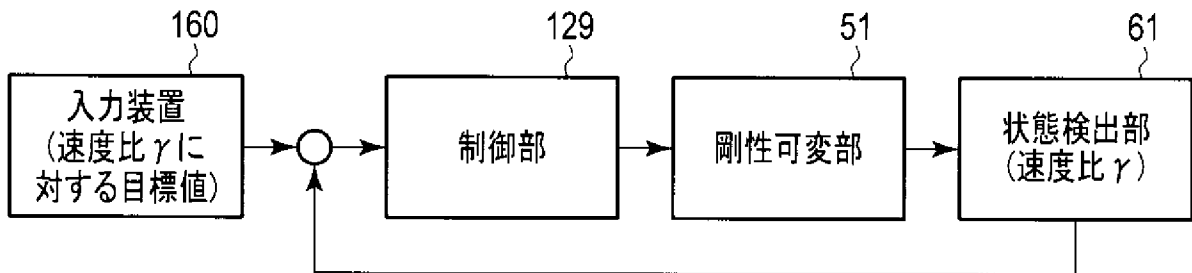 160
129
51
61
入力装置
(速度比γに
対する目標値)
制御部
剛性可変部
状態検出部
(速度比γ)